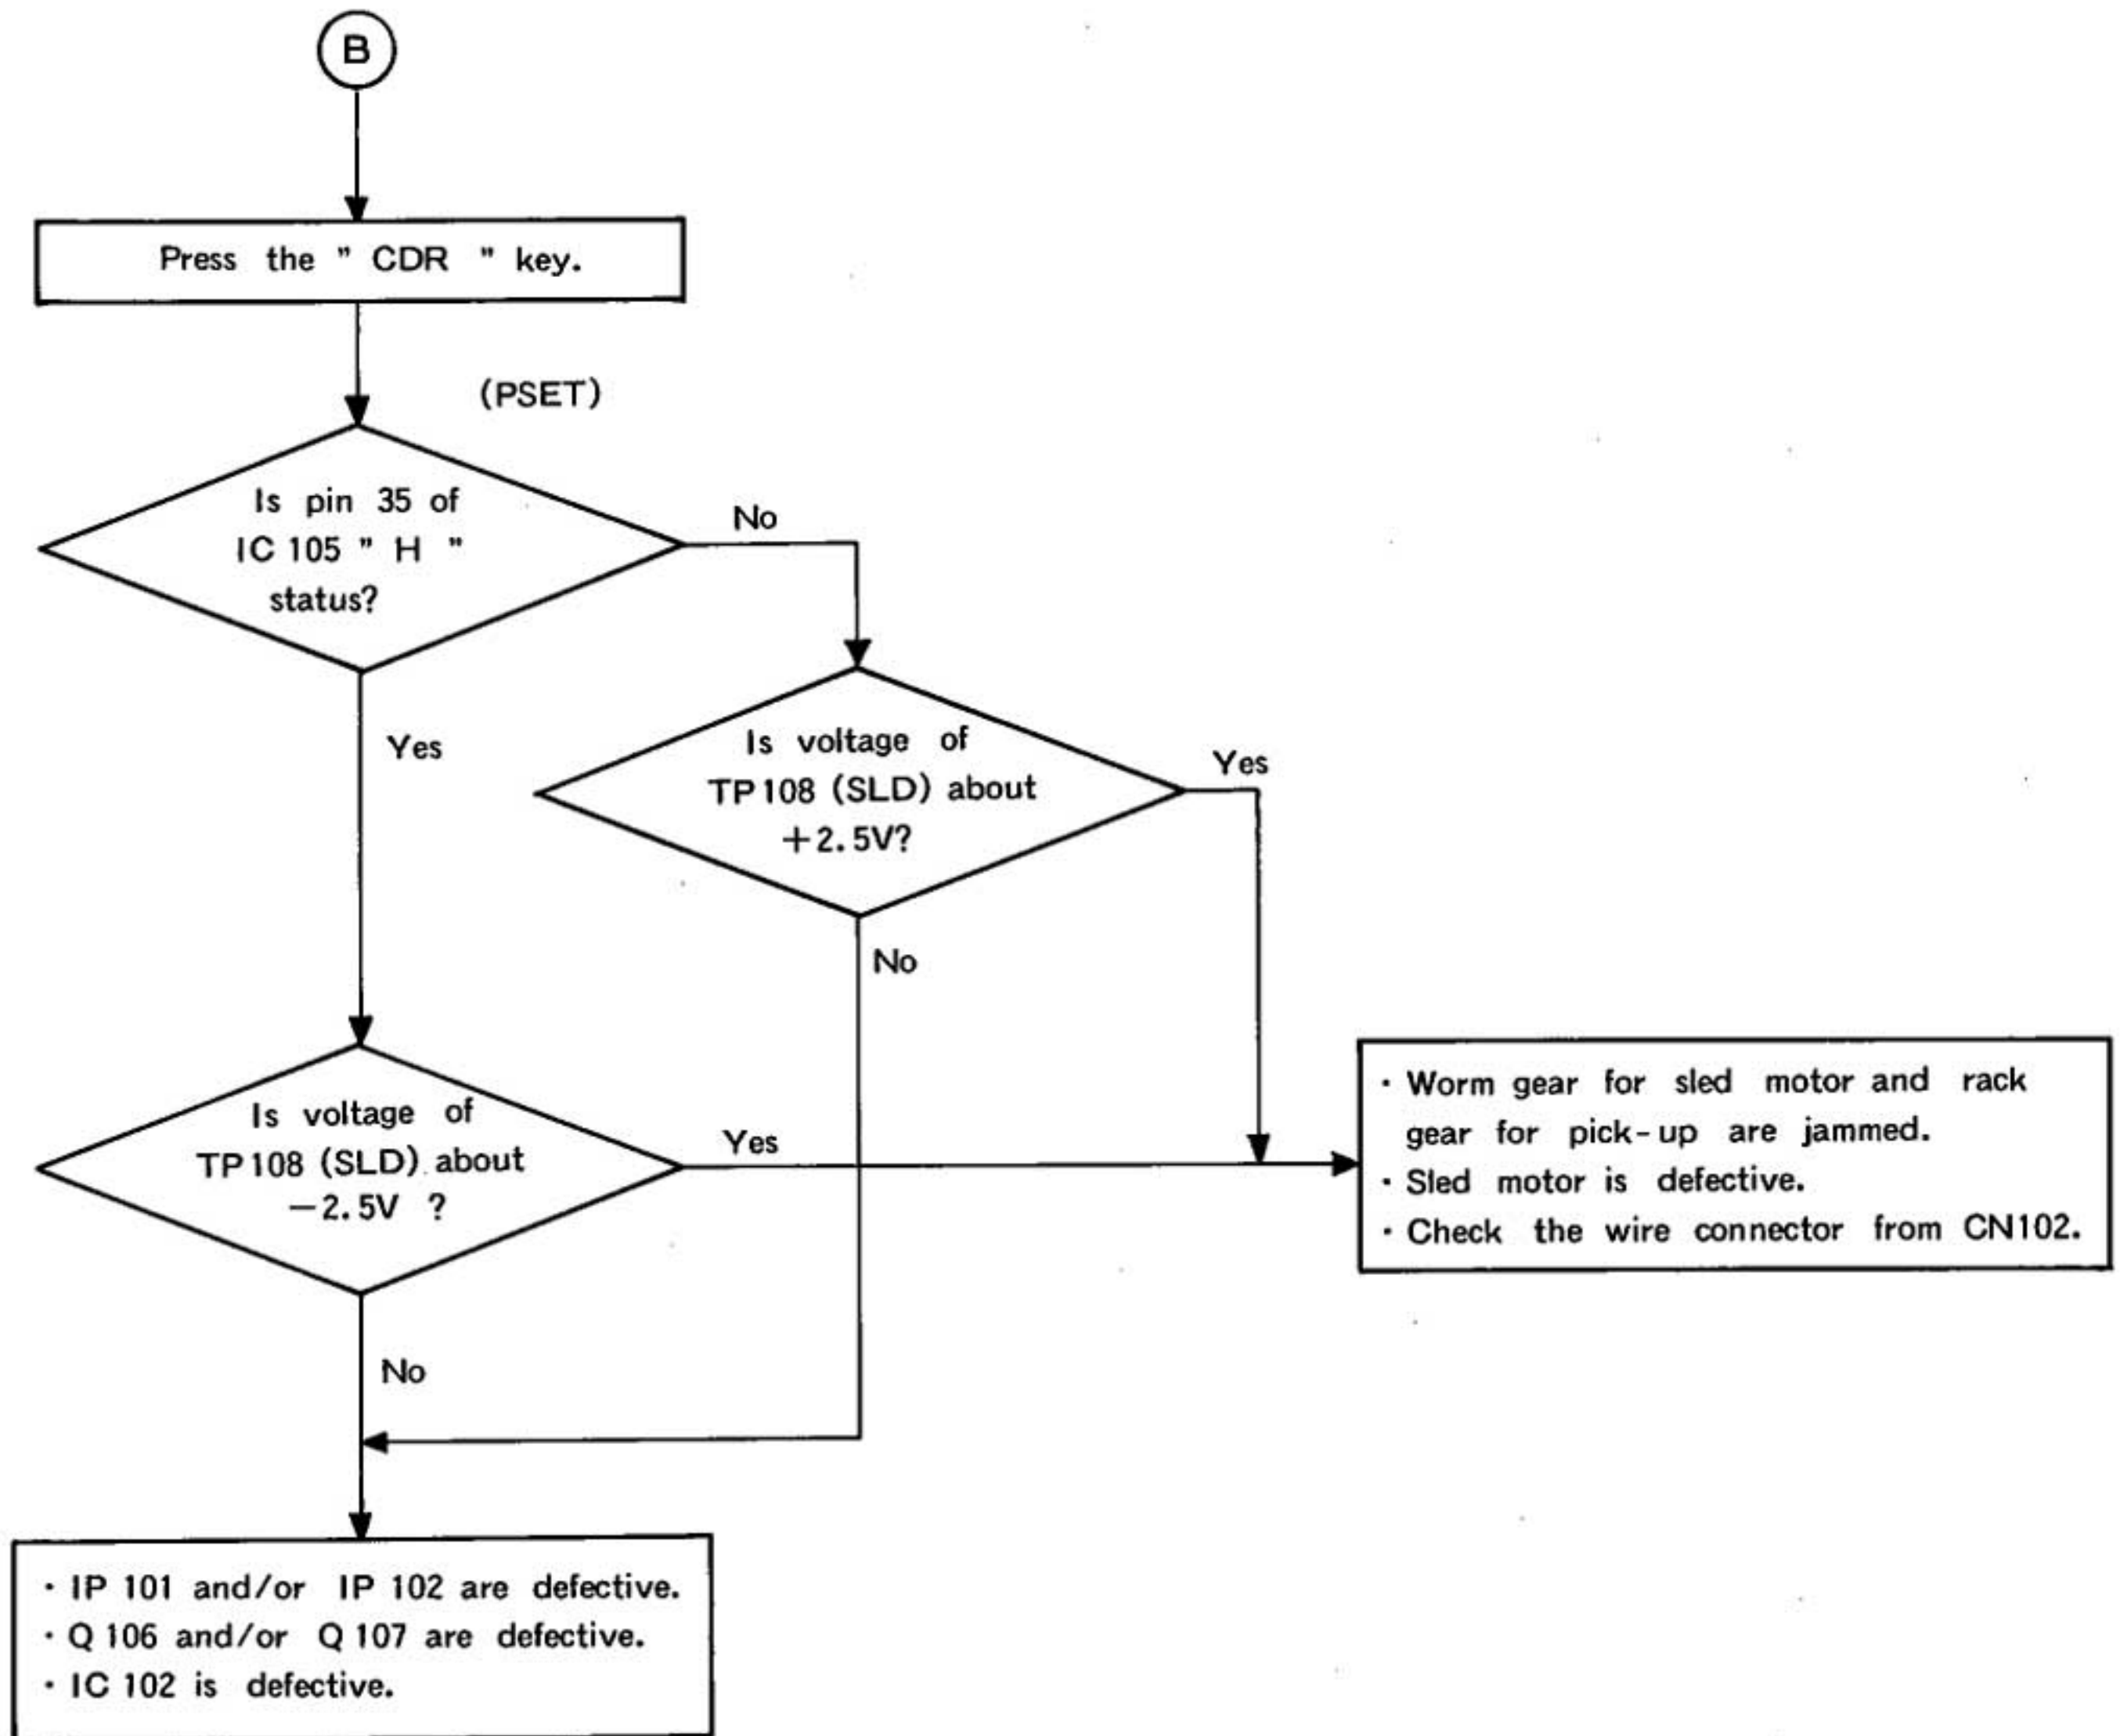 B
Press the " CDR " key.
(PSET)
Is pin 35 of
IC 105 " H "
status?
No
Yes
Is voltage of
TP 108 (SLD) about
+2.5V?
Yes
No
Is voltage of
TP 108 (SLD) about
−2.5V ?
Yes
No
· Worm gear for sled motor and rack
gear for pick-up are jammed.
· Sled motor is defective.
· Check the wire connector from CN102.
· IP 101 and/or IP 102 are defective.
· Q 106 and/or Q 107 are defective.
· IC 102 is defective.